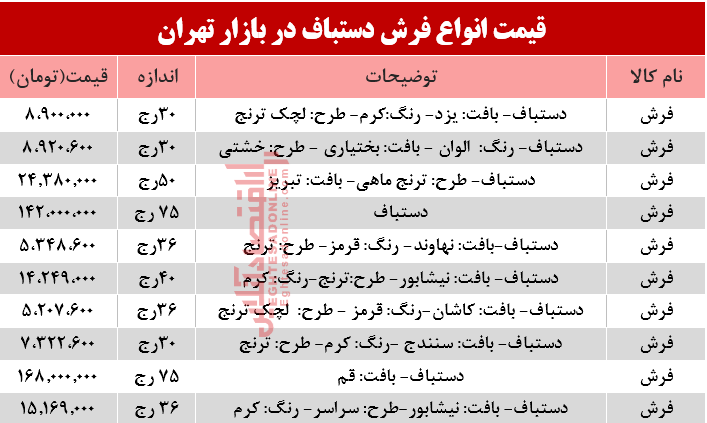 قیمت انواع فرش دستباف در بازار تهران
نام کالا توضیحات اندازه قیمت(تومان)
فرش دستباف- بافت: یزد- رنگ:کرم- طرح: لچک ترنج ۳۰رج ۸،۹۰۰،۰۰۰
فرش دستباف- رنگ: الوان - بافت: بختیاری - طرح: خشتی ۳۰رج ۸،۹۲۰،۶۰۰
فرش دستباف- طرح: ترنج ماهی- بافت: تبریز ۵۰رج ۲۴,۳۸۰,۰۰۰
فرش دستباف ۷۵ رج ۱۴۲,۰۰۰,۰۰۰
فرش دستباف-بافت: نهاوند- رنگ: قرمز- طرح: ترنج ۳۶رج ۵،۳۴۸،۶۰۰
فرش دستباف- بافت: نیشابور- طرح:ترنج-رنگ: کرم ۴۰رج ۱۴,۲۴۹,۰۰۰
فرش دستباف- بافت: کاشان-رنگ: قرمز - طرح: لچک ترنج ۳۶رج ۵،۲۰۷،۶۰۰
فرش دستباف- بافت: سنندج -رنگ: کرم- طرح: ترنج ۳۰رج ۷،۳۲۲،۶۰۰
فرش دستباف- بافت: قم ۷۵ رج ۱۶۸,۰۰۰,۰۰۰
فرش دستباف- بافت: نیشابور-طرح: سراسر- رنگ: کرم ۳۶ رج ۱۵,۱۶۹,۰۰۰